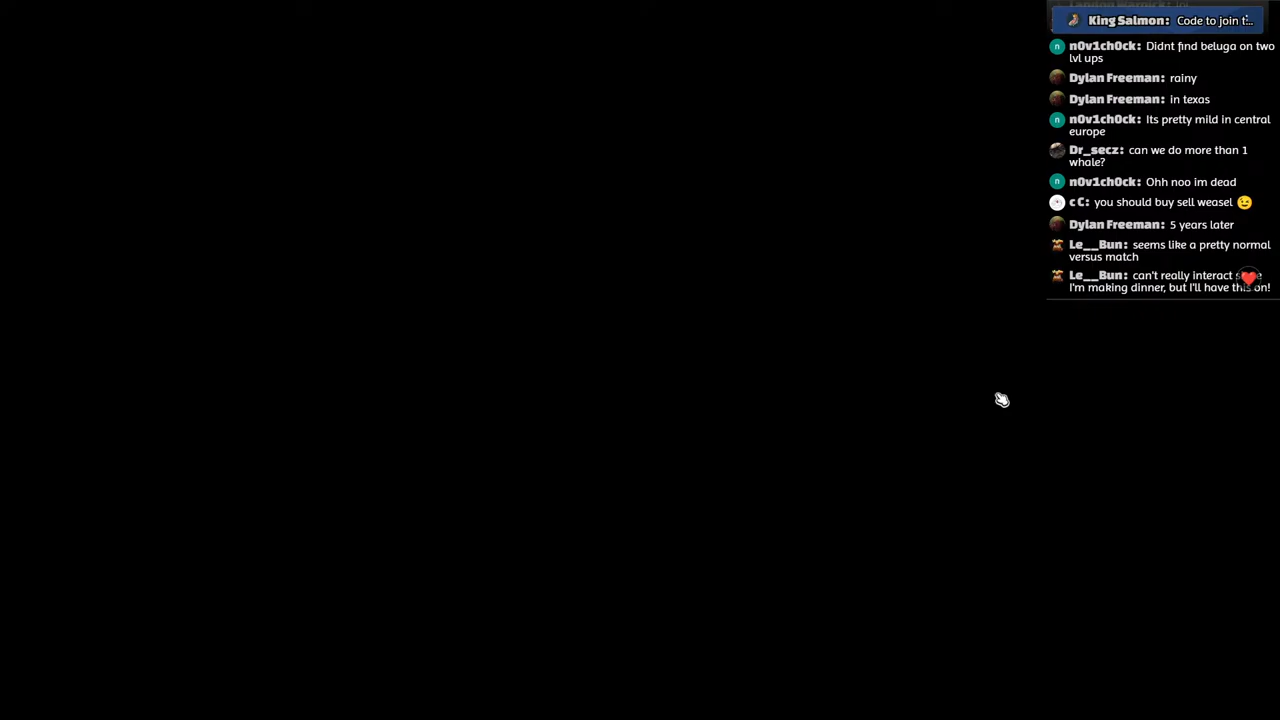 King Salmon: Code to join t...
n0v1ch0ck: Didnt find beluga on two
lvl ups
Dylan Freeman: rainy
Dylan Freeman: in texas
n0v1ch0ck: Its pretty mild in central
europe
Dr_secz: can we do more than 1
whale?
n0v1ch0ck: Ohh noo im dead
c C: you should buy sell weasel 😉
Dylan Freeman: 5 years later
Le__Bun: seems like a pretty normal
versus match
Le__Bun: can't really interact
I'm making dinner, but I'll have this on!